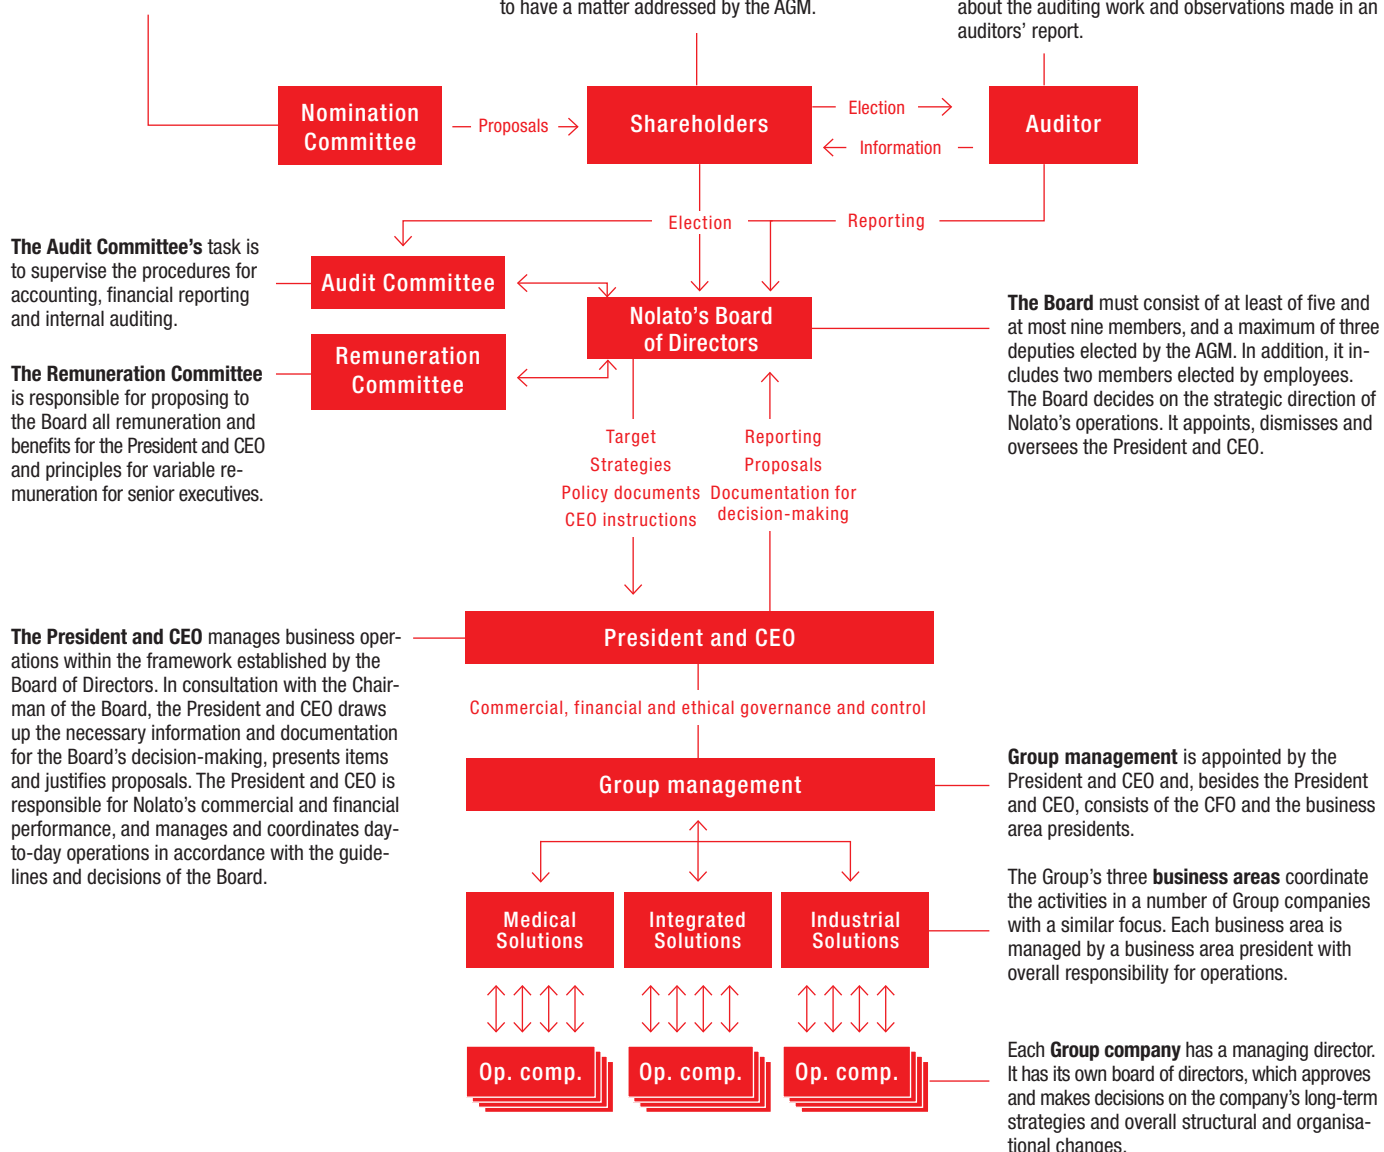 to have a matter addressed by the AGM.
about the auditing work and observations made in an
auditors’ report.
Nomination
Committee
Proposals
Shareholders
Election
Information
Auditor
Election
Reporting
The Audit Committee’s task is
to supervise the procedures for
accounting, financial reporting
and internal auditing.
Audit Committee
Nolato’s Board
of Directors
The Board must consist of at least of five and
at most nine members, and a maximum of three
deputies elected by the AGM. In addition, it in-
cludes two members elected by employees.
The Board decides on the strategic direction of
Nolato’s operations. It appoints, dismisses and
oversees the President and CEO.
Remuneration
Committee
The Remuneration Committee
is responsible for proposing to
the Board all remuneration and
benefits for the President and CEO
and principles for variable re-
muneration for senior executives.
Target
Strategies
Policy documents
CEO instructions
Reporting
Proposals
Documentation for
decision-making
President and CEO
The President and CEO manages business oper-
ations within the framework established by the
Board of Directors. In consultation with the Chair-
man of the Board, the President and CEO draws
up the necessary information and documentation
for the Board’s decision-making, presents items
and justifies proposals. The President and CEO is
responsible for Nolato’s commercial and financial
performance, and manages and coordinates day-
to-day operations in accordance with the guide-
lines and decisions of the Board.
Commercial, financial and ethical governance and control
Group management
Group management is appointed by the
President and CEO and, besides the President
and CEO, consists of the CFO and the business
area presidents.
Medical
Solutions
Integrated
Solutions
Industrial
Solutions
The Group’s three business areas coordinate
the activities in a number of Group companies
with a similar focus. Each business area is
managed by a business area president with
overall responsibility for operations.
Op. comp.
Op. comp.
Op. comp.
Each Group company has a managing director.
It has its own board of directors, which approves
and makes decisions on the company’s long-term
strategies and overall structural and organisa-
tional changes.